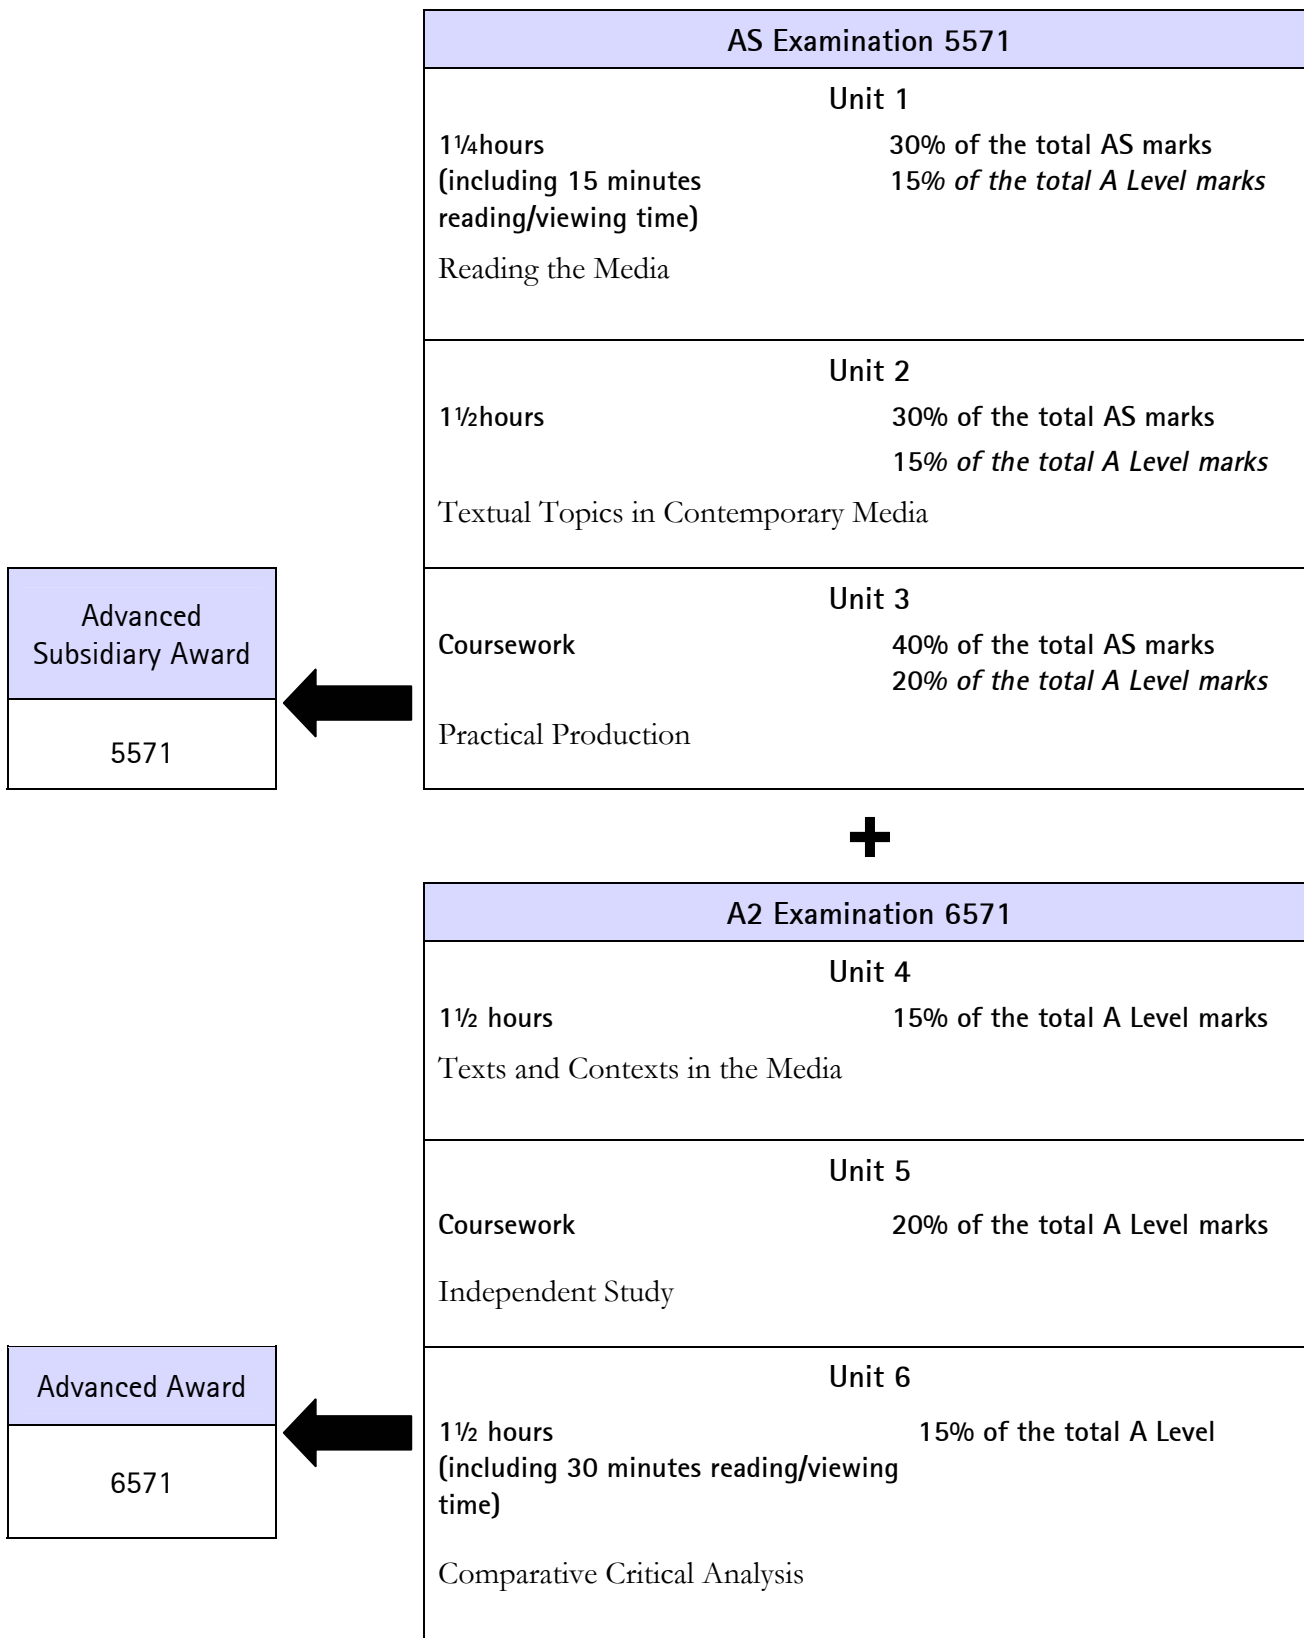 AS Examination 5571
Unit 1
1¼hours 30% of the total AS marks
(including 15 minutes 15% of the total A Level marks
reading/viewing time)
Reading the Media
Unit 2
1½hours 30% of the total AS marks
15% of the total A Level marks
Textual Topics in Contemporary Media
Unit 3
Coursework 40% of the total AS marks
20% of the total A Level marks
Practical Production
Advanced
Subsidiary Award
5571
+
A2 Examination 6571
Unit 4
1½ hours 15% of the total A Level marks
Texts and Contexts in the Media
Unit 5
Coursework 20% of the total A Level marks
Independent Study
Unit 6
1½ hours 15% of the total A Level
(including 30 minutes reading/viewing
time)
Comparative Critical Analysis
Advanced Award
6571